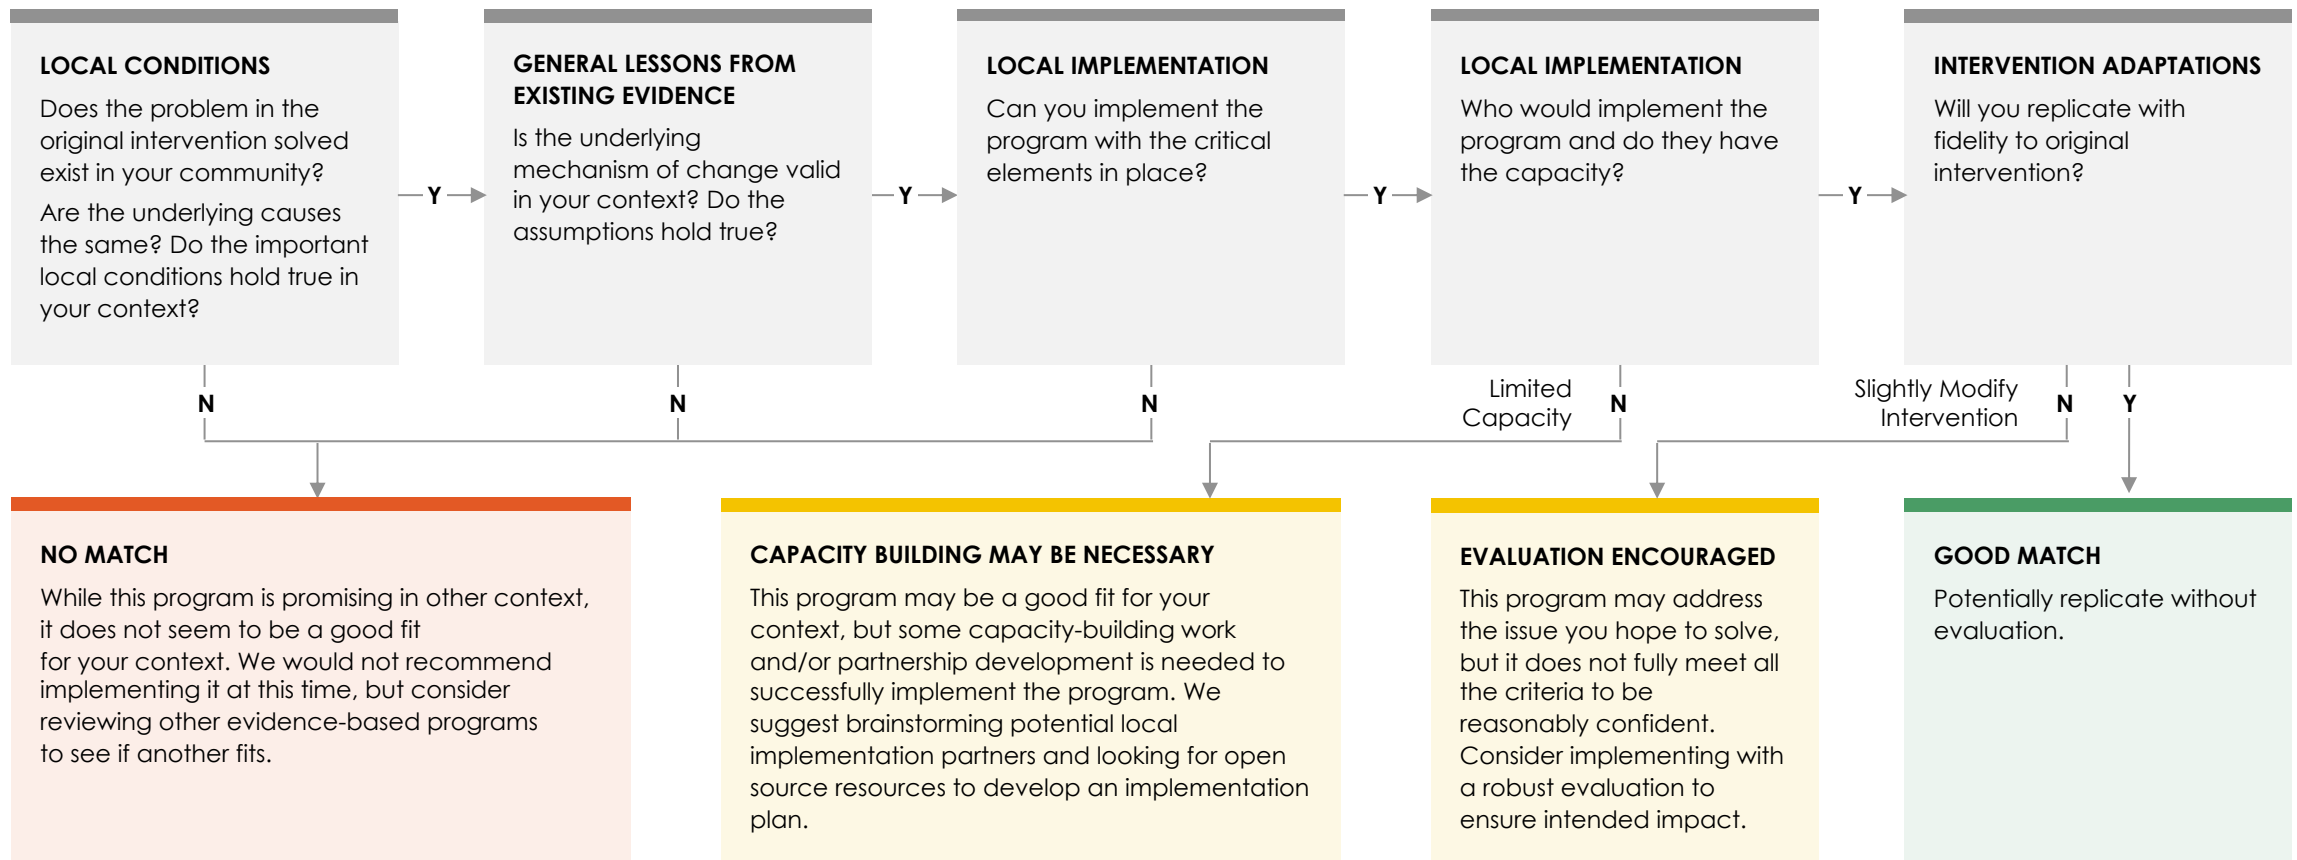 LOCAL CONDITIONS
Does the problem in the
original intervention solved
exist in your community?
Are the underlying causes
the same? Do the important
local conditions hold true in
your context?
Y
GENERAL LESSONS FROM
EXISTING EVIDENCE
Is the underlying
mechanism of change valid
in your context? Do the
assumptions hold true?
Y
LOCAL IMPLEMENTATION
Can you implement the
program with the critical
elements in place?
Y
LOCAL IMPLEMENTATION
Who would implement the
program and do they have
the capacity?
Y
INTERVENTION ADAPTATIONS
Will you replicate with
fidelity to original
intervention?
N
N
N
Limited
Capacity
N
Slightly Modify
Intervention
N
Y
NO MATCH
While this program is promising in other context,
it does not seem to be a good fit
for your context. We would not recommend
implementing it at this time, but consider
reviewing other evidence-based programs
to see if another fits.
CAPACITY BUILDING MAY BE NECESSARY
This program may be a good fit for your
context, but some capacity-building work
and/or partnership development is needed to
successfully implement the program. We
suggest brainstorming potential local
implementation partners and looking for open
source resources to develop an implementation
plan.
EVALUATION ENCOURAGED
This program may address
the issue you hope to solve,
but it does not fully meet all
the criteria to be
reasonably confident.
Consider implementing with
a robust evaluation to
ensure intended impact.
GOOD MATCH
Potentially replicate without
evaluation.